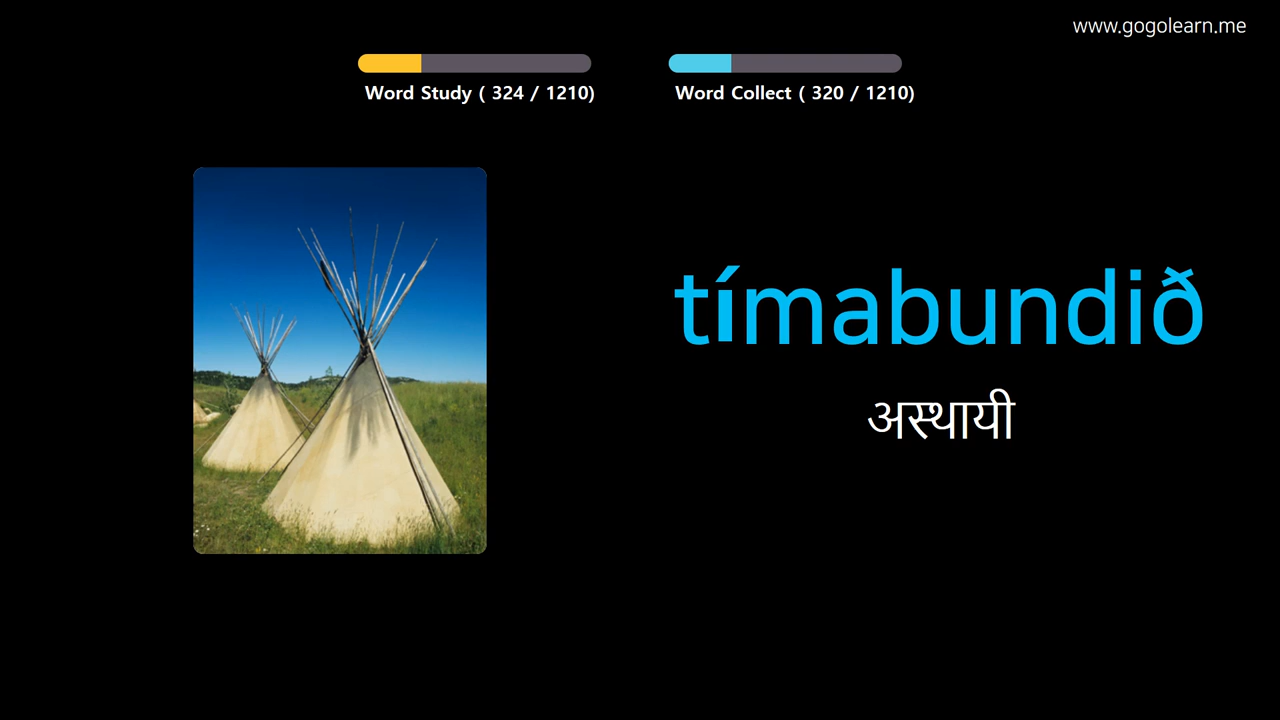 www.gogolearn.me
Word Study ( 324 / 1210)
Word Collect ( 320 / 1210)
tímabundið
अस्थायी